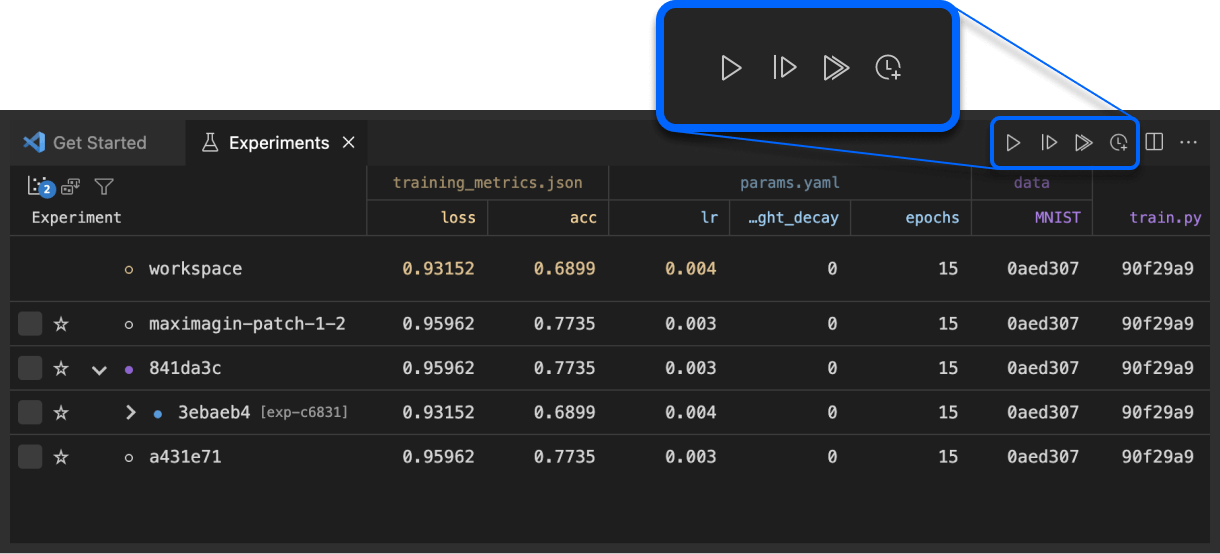 Get Started Experiments
2 training_metrics.json params.yaml data
Experiment loss acc lr …ght_decay epochs MNIST train.py
workspace 0.93152 0.6899 0.004 0 15 0aed307 90f29a9
maximagin-patch-1-2 0.95962 0.7735 0.003 0 15 0aed307 90f29a9
841da3c 0.95962 0.7735 0.003 0 15 0aed307 90f29a9
3ebaeb4 [exp-c6831] 0.93152 0.6899 0.004 0 15 0aed307 90f29a9
a431e71 0.95962 0.7735 0.003 0 15 0aed307 90f29a9